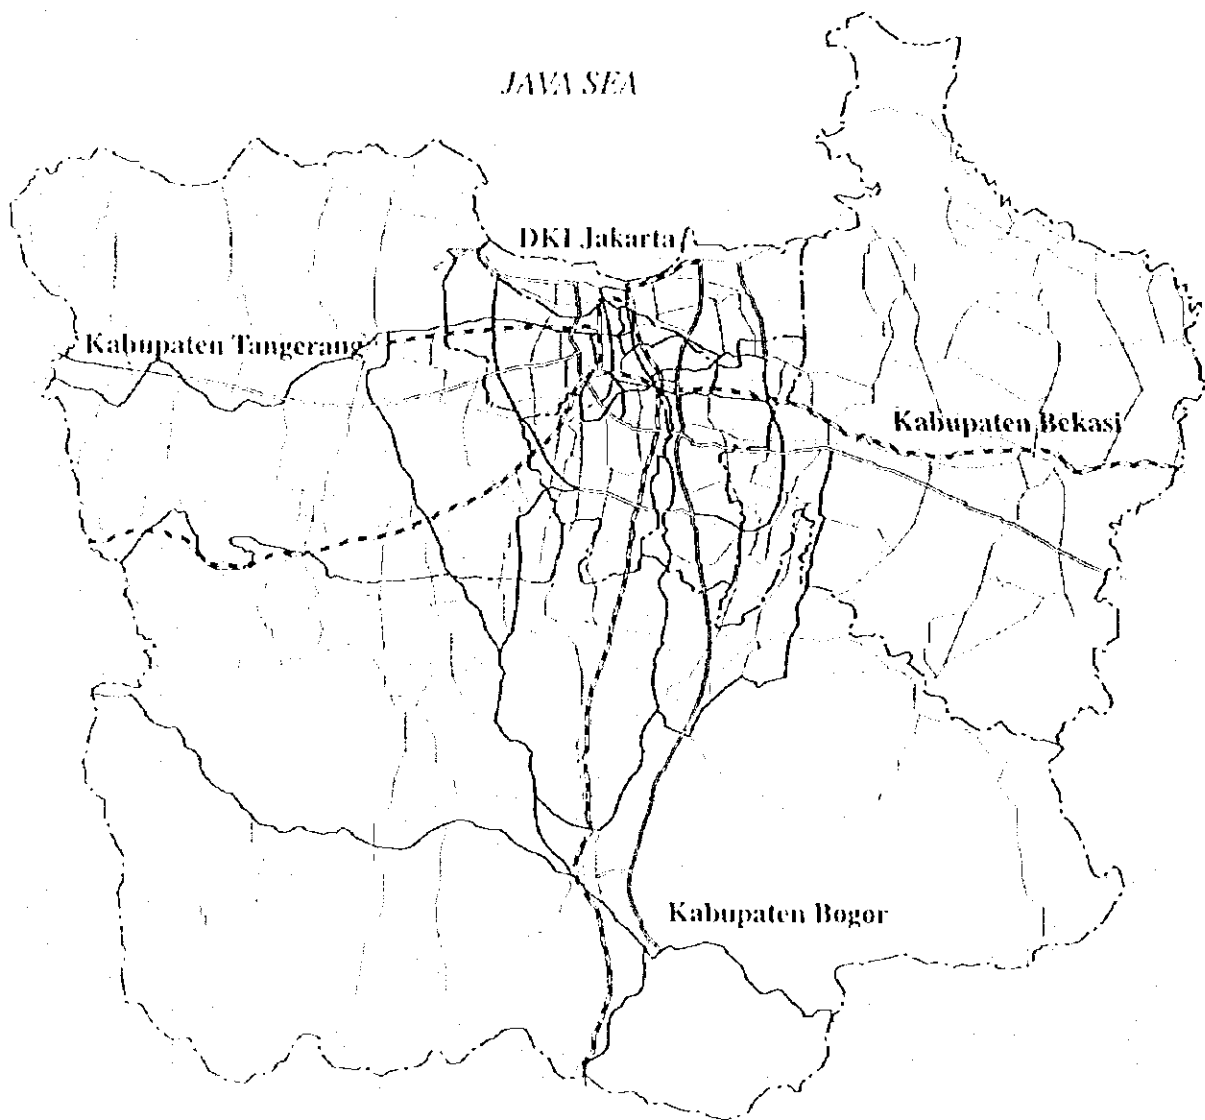 JAVA SEA
DKI Jakarta
Kabupaten Tangerang
Kabupaten Bekasi
Kabupaten Bogor